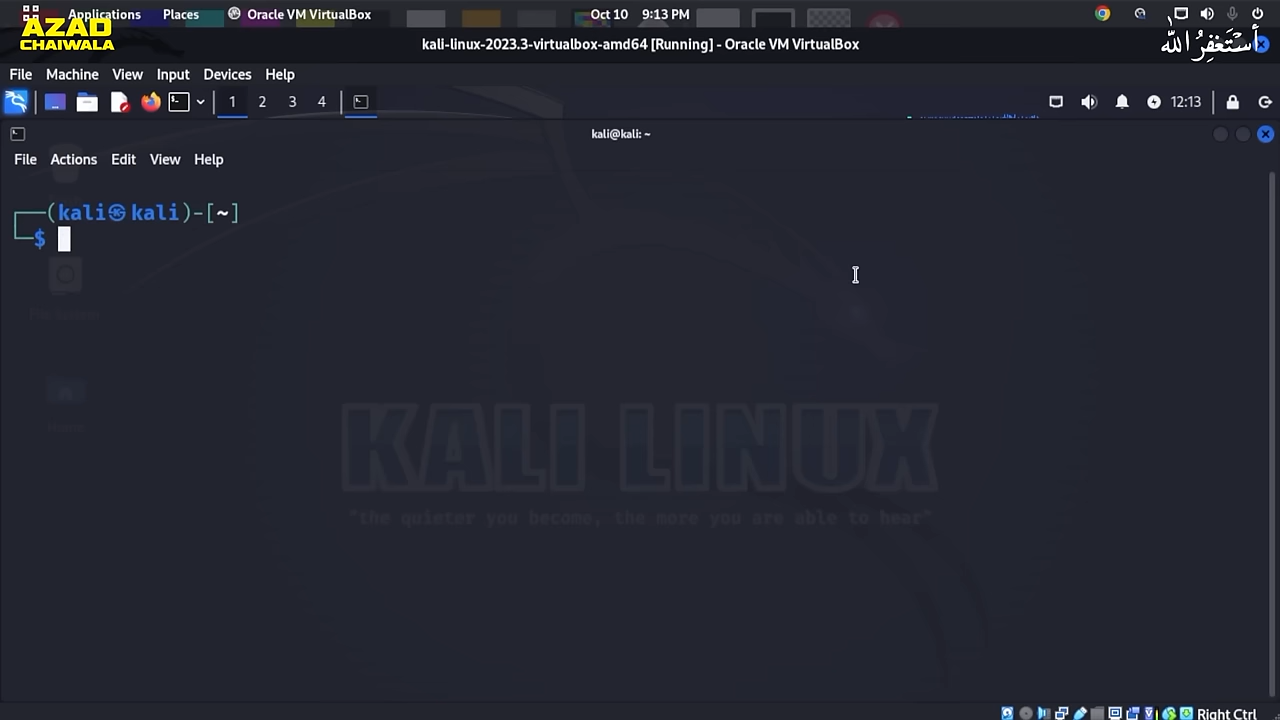 Applications Places Oracle VM VirtualBox Oct 10 9:13 PM
AZAD
CHAIWALA
أستغفر الله
kali-linux-2023.3-virtualbox-amd64 [Running] - Oracle VM VirtualBox
File Machine View Input Devices Help
1 2 3 4 12:13
kali@kali: ~
File Actions Edit View Help
(kali㉿kali)-[~]
$
Home
KALI LINUX
"the quieter you become, the more you are able to hear"
Right Ctrl